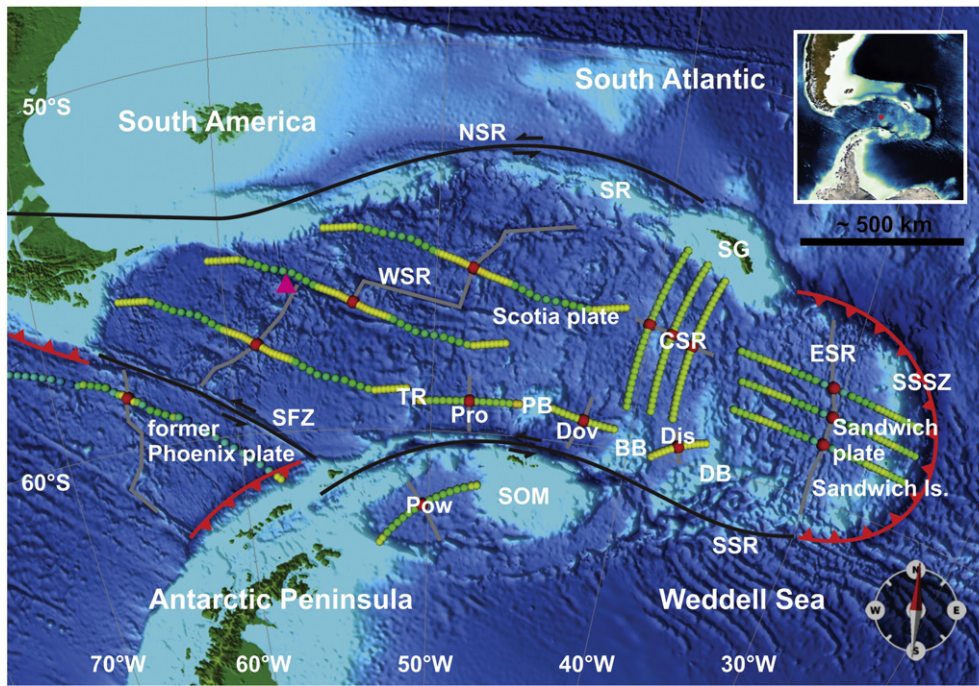 South Atlantic
50°S
South America
NSR
SR
~ 500 km
SG
WSR
Scotia plate
CSR
ESR
SSSZ
TR
PB
SFZ
Pro
Dov
BB
Dis
former
Phoenix plate
Sandwich
plate
60°S
Pow
SOM
DB
Sandwich Is.
SSR
Antarctic Peninsula
Weddell Sea
N
W
E
S
70°W
60°W
50°W
40°W
30°W